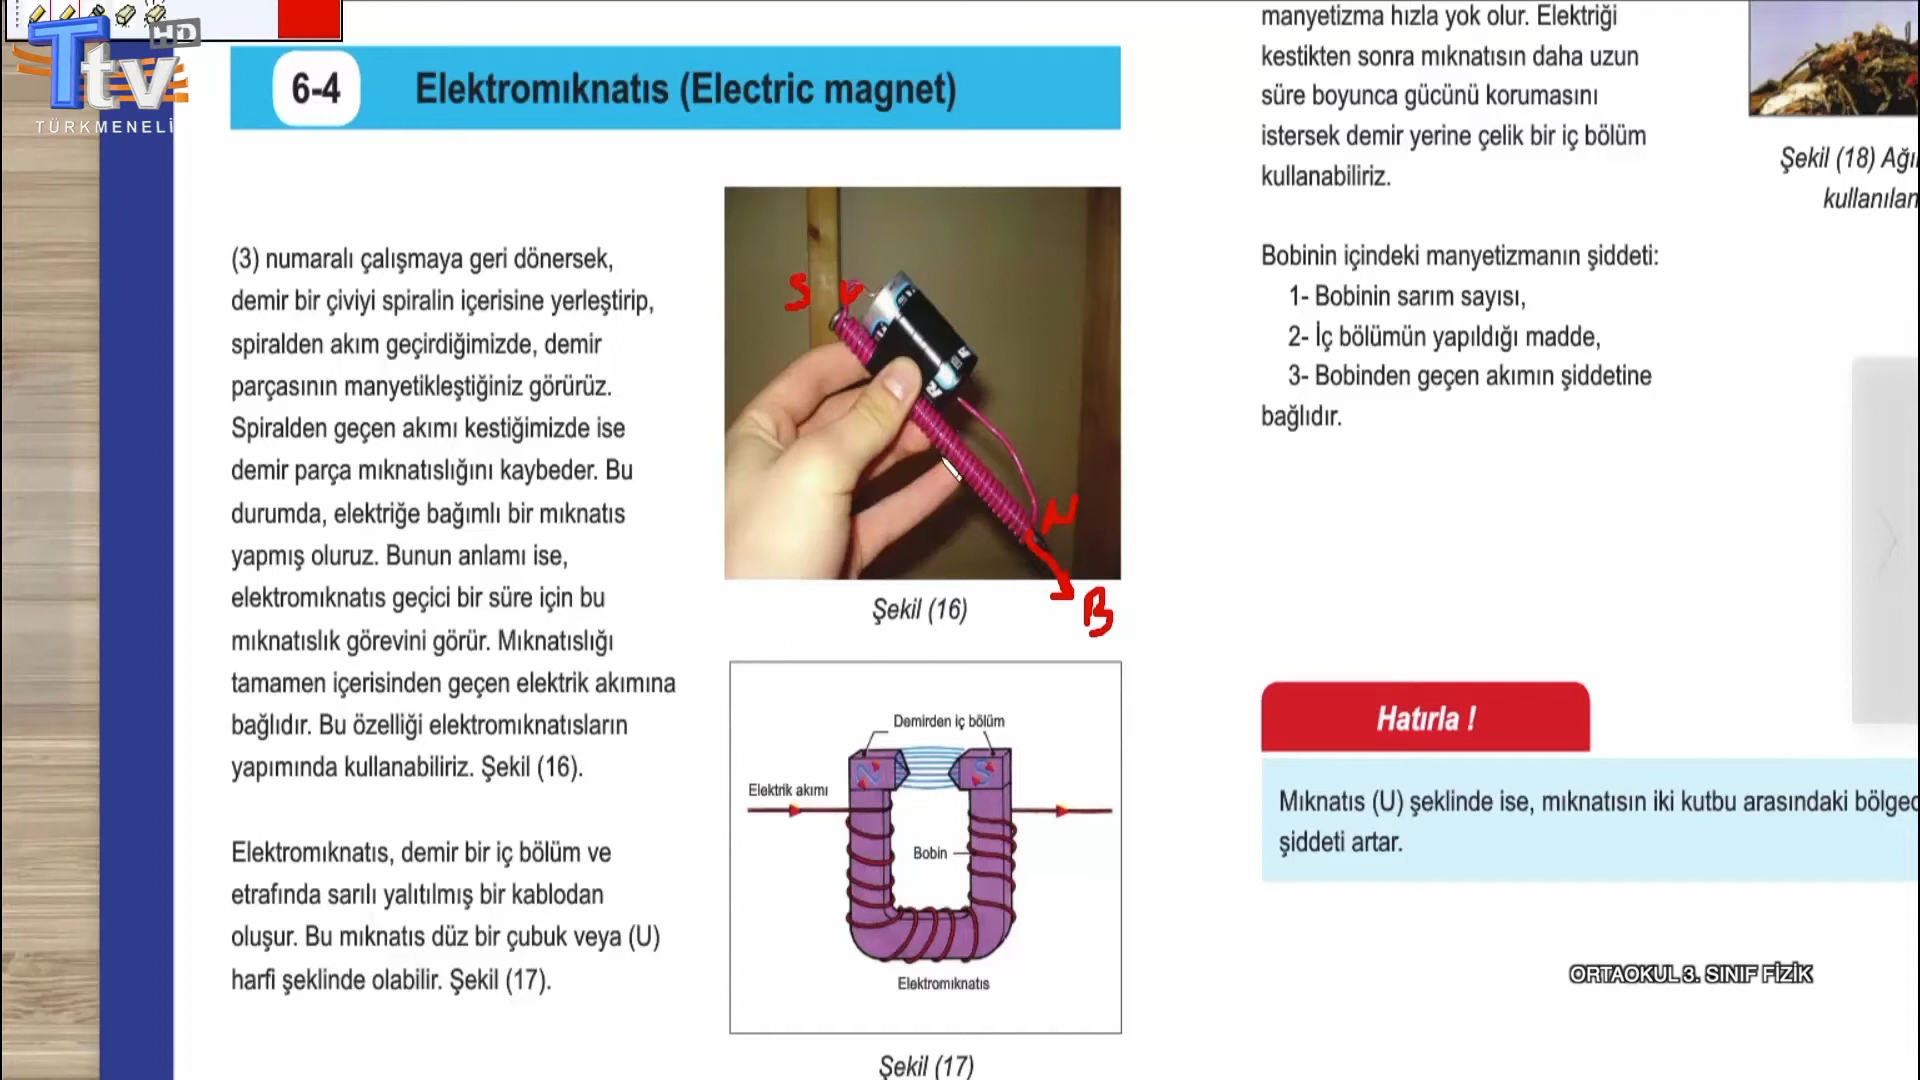 HD
Ttv
TÜRKMENELİ
6-4
Elektromıknatıs (Electric magnet)
(3) numaralı çalışmaya geri dönersek,
demir bir çiviyi spiralin içerisine yerleştirip,
spiralden akım geçirdiğimizde, demir
parçasının manyetikleştiğiniz görürüz.
Spiralden geçen akımı kestiğimizde ise
demir parça mıknatıslığını kaybeder. Bu
durumda, elektriğe bağımlı bir mıknatıs
yapmış oluruz. Bunun anlamı ise,
elektromıknatıs geçici bir süre için bu
mıknatıslık görevini görür. Mıknatıslığı
tamamen içerisinden geçen elektrik akımına
bağlıdır. Bu özelliği elektromıknatısların
yapımında kullanabiliriz. Şekil (16).
Elektromıknatıs, demir bir iç bölüm ve
etrafında sarılı yalıtılmış bir kablodan
oluşur. Bu mıknatıs düz bir çubuk veya (U)
harfi şeklinde olabilir. Şekil (17).
S
N
B
Şekil (16)
Demirden iç bölüm
N
S
Elektrik akımı
Bobin
Elektromıknatıs
Şekil (17)
manyetizma hızla yok olur. Elektriği
kestikten sonra mıknatısın daha uzun
süre boyunca gücünü korumasını
istersek demir yerine çelik bir iç bölüm
kullanabiliriz.
Bobinin içindeki manyetizmanın şiddeti:
1- Bobinin sarım sayısı,
2- İç bölümün yapıldığı madde,
3- Bobinden geçen akımın şiddetine
bağlıdır.
Şekil (18) Ağı
kullanılan
Hatırla !
Mıknatıs (U) şeklinde ise, mıknatısın iki kutbu arasındaki bölged
şiddeti artar.
ORTAOKUL 3. SINIF FİZİK